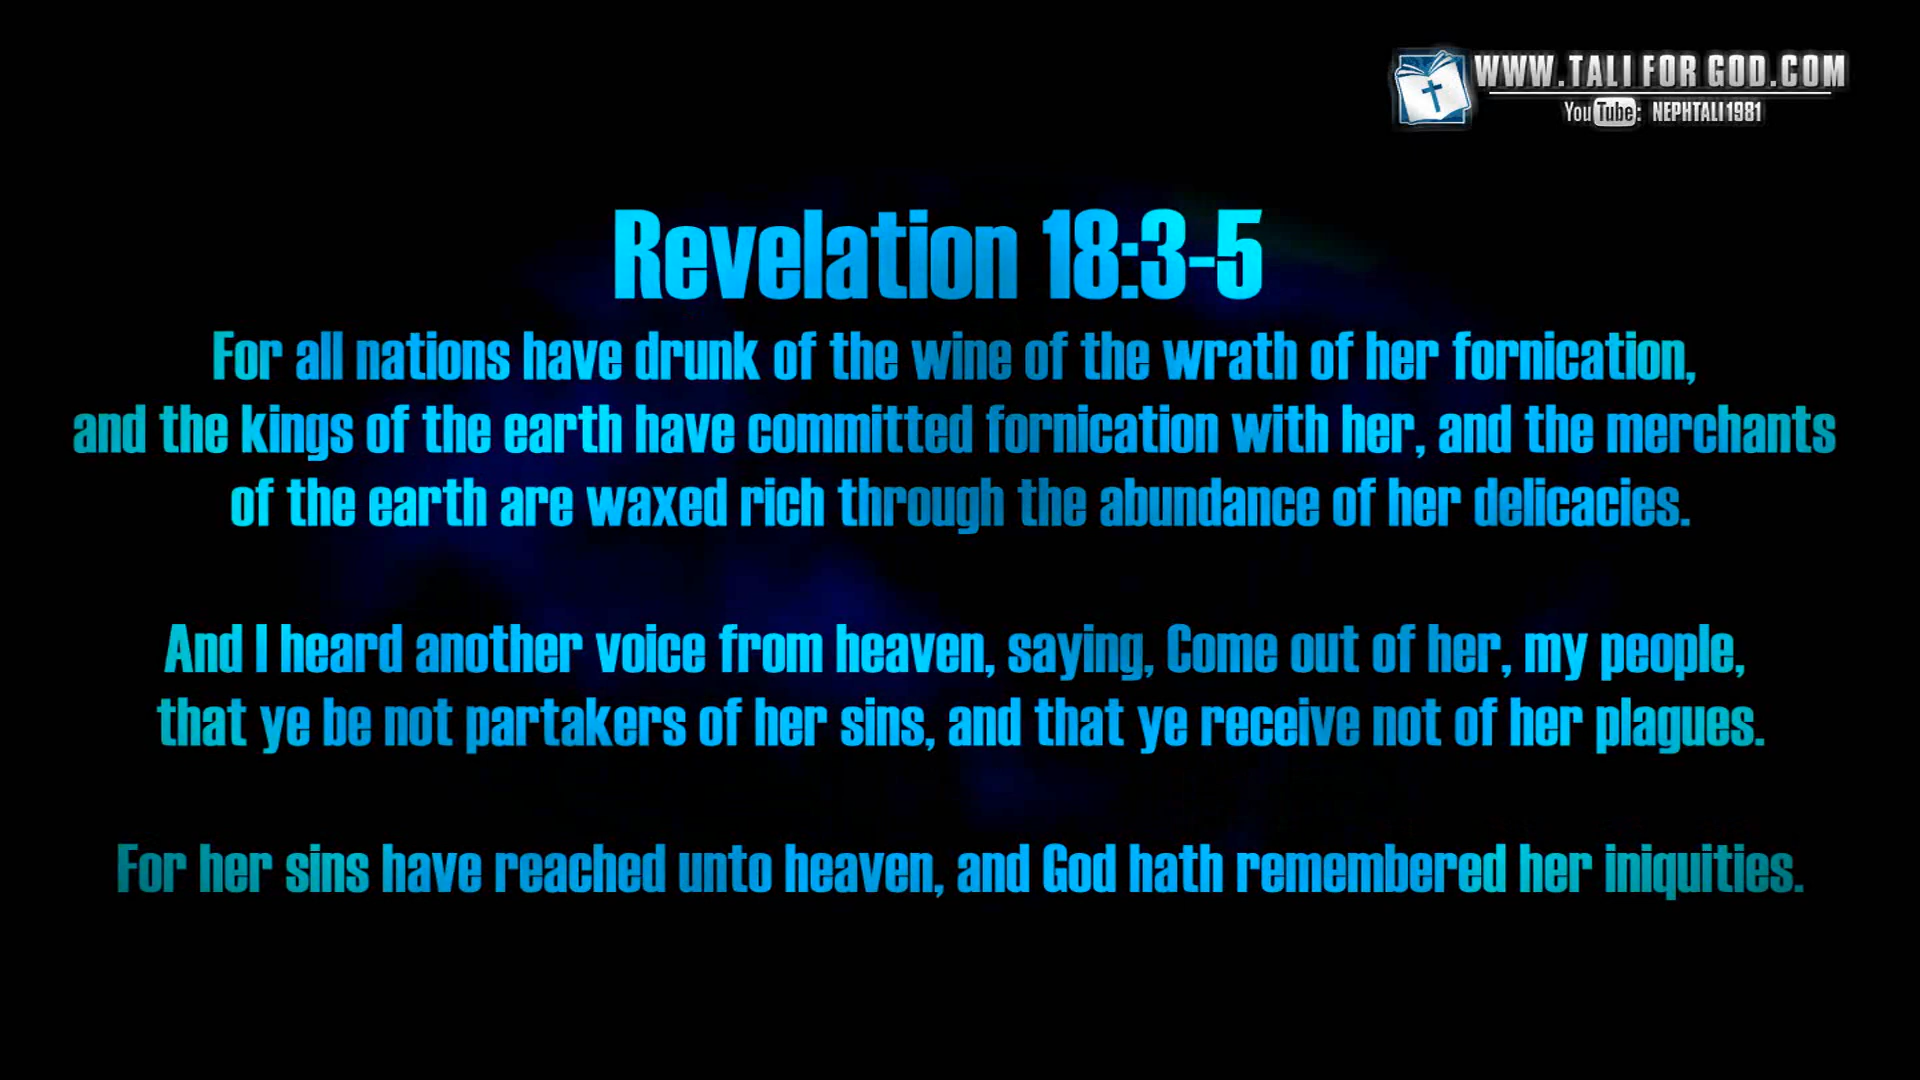 WWW.TALI FOR GOD.COM
YouTube: NEPHTALI1981
Revelation 18:3-5
For all nations have drunk of the wine of the wrath of her fornication,
and the kings of the earth have committed fornication with her, and the merchants
of the earth are waxed rich through the abundance of her delicacies.
And I heard another voice from heaven, saying, Come out of her, my people,
that ye be not partakers of her sins, and that ye receive not of her plagues.
For her sins have reached unto heaven, and God hath remembered her iniquities.